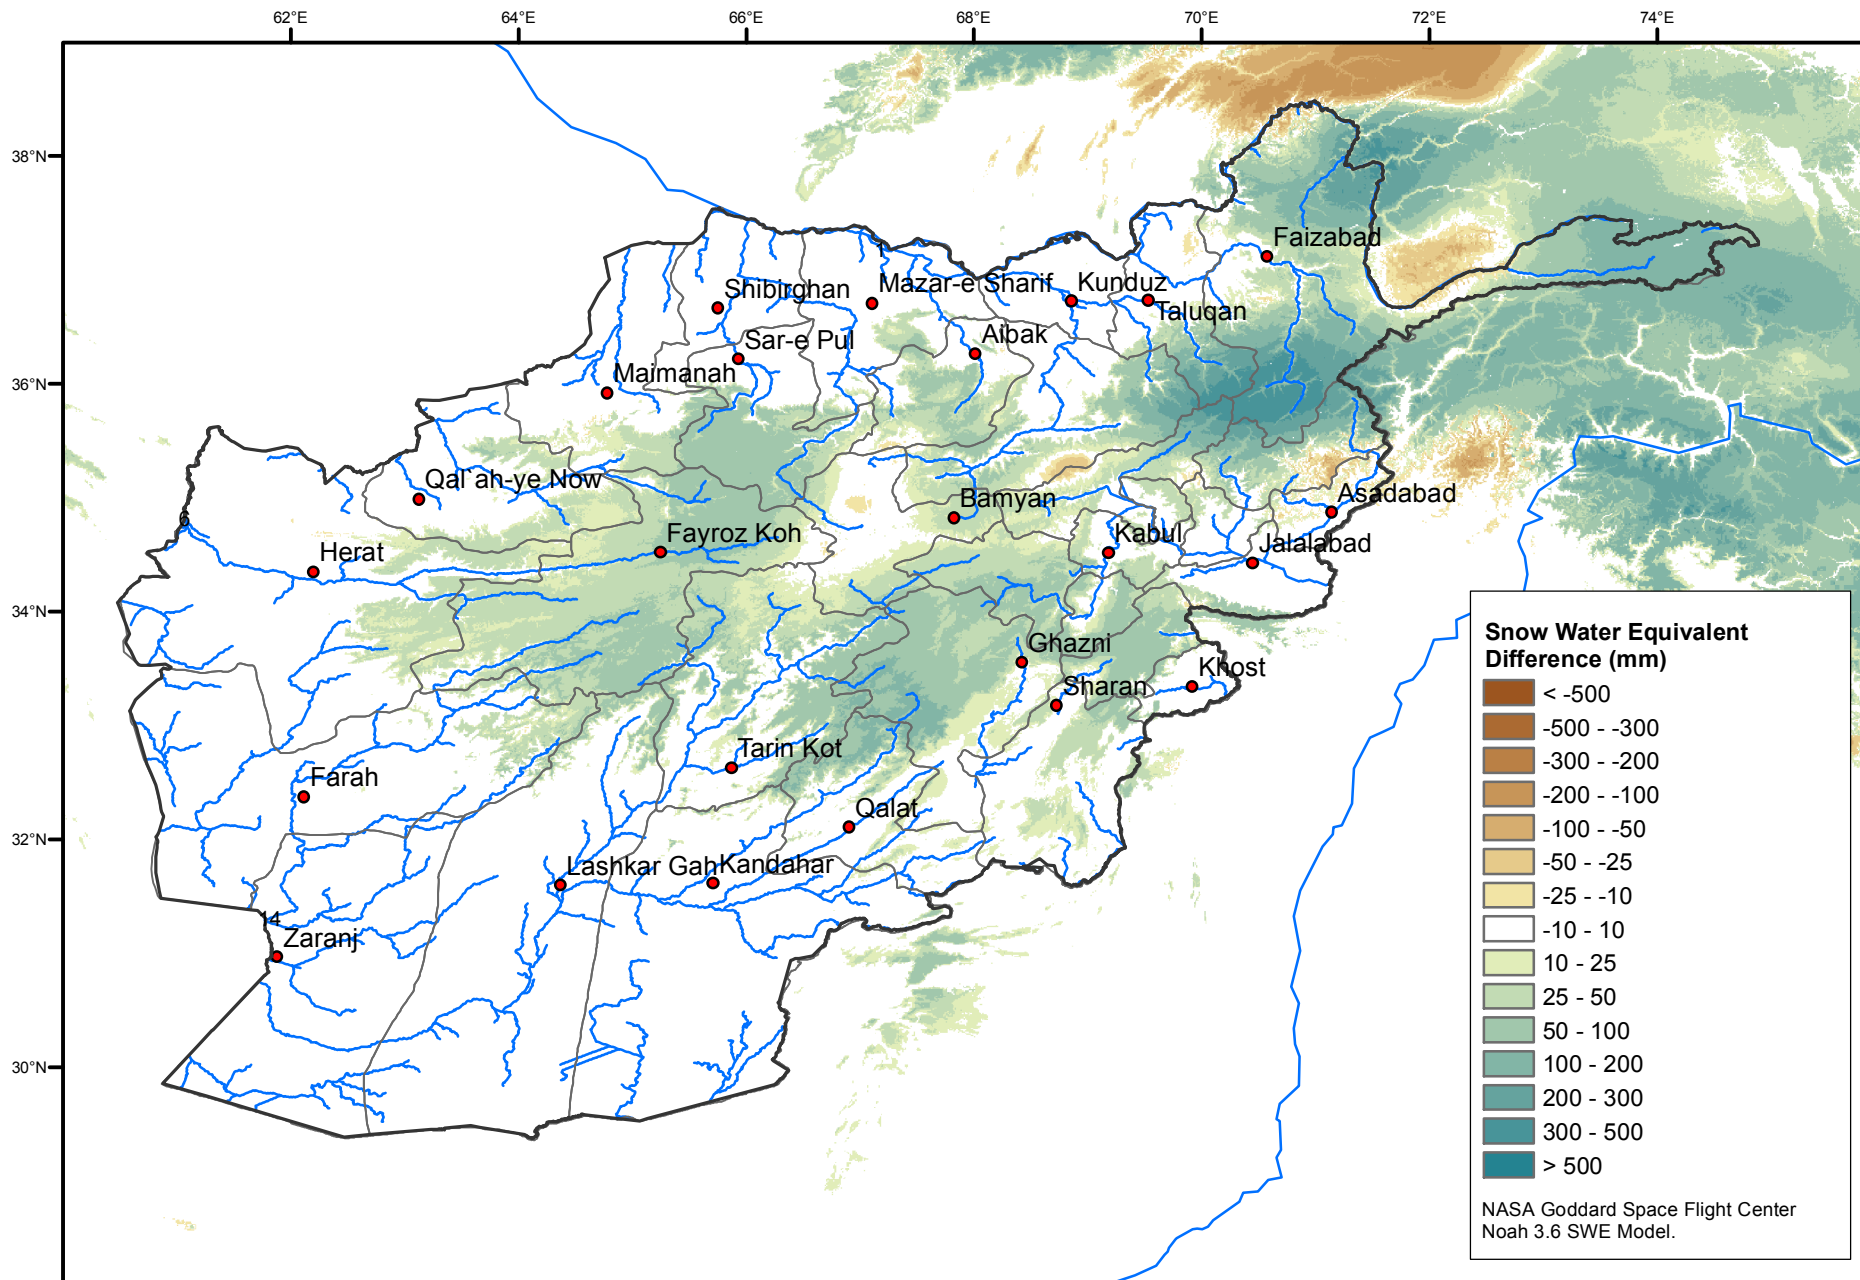 62°E 64°E 66°E 68°E 70°E 72°E 74°E
38°N
36°N
34°N
32°N
30°N
Faizabad
Shibirghan
Mazar-e Sharif
Kunduz
Taluqan
Sar-e Pul
Aibak
Maimanah
Qal ah-ye Now
Bamyan
Asadabad
6
Herat
Fayroz Koh
Kabul
Jalalabad
Ghazni
Khost
Sharan
Tarin Kot
Farah
Qalat
Lashkar Gah
Kandahar
14
Zaranj
Snow Water Equivalent
Difference (mm)
< -500
-500 - -300
-300 - -200
-200 - -100
-100 - -50
-50 - -25
-25 - -10
-10 - 10
10 - 25
25 - 50
50 - 100
100 - 200
200 - 300
300 - 500
> 500
NASA Goddard Space Flight Center
Noah 3.6 SWE Model.